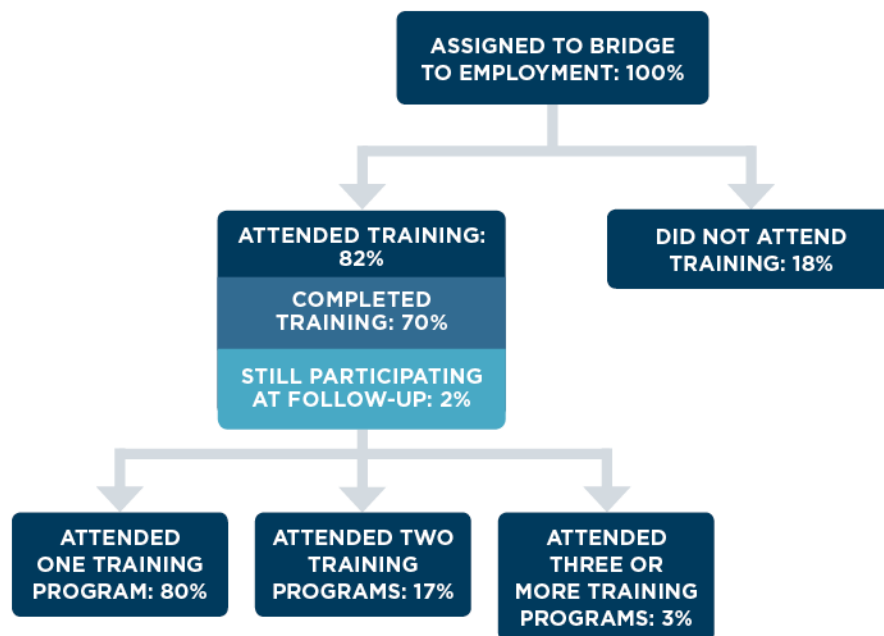 ASSIGNED TO BRIDGE
TO EMPLOYMENT: 100%
ATTENDED TRAINING:
82%
COMPLETED
TRAINING: 70%
STILL PARTICIPATING
AT FOLLOW-UP: 2%
DID NOT ATTEND
TRAINING: 18%
ATTENDED
ONE TRAINING
PROGRAM: 80%
ATTENDED TWO
TRAINING
PROGRAMS: 17%
ATTENDED
THREE OR
MORE TRAINING
PROGRAMS: 3%